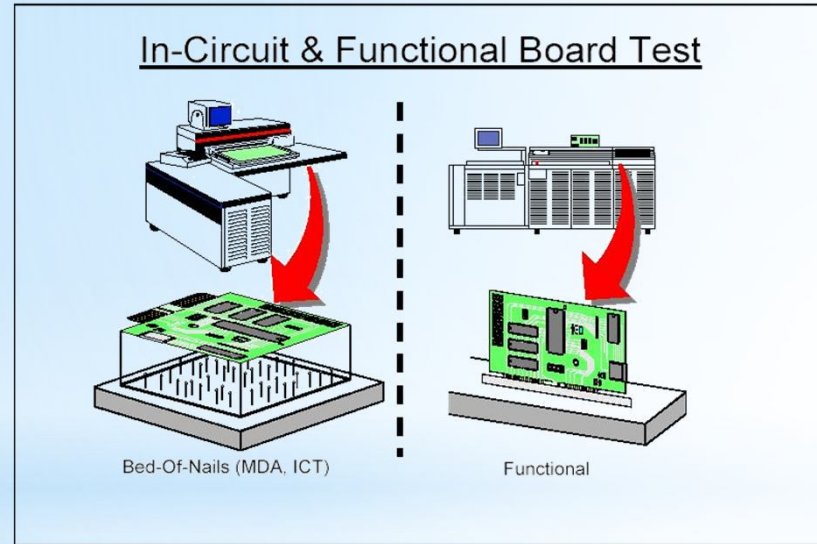 In-Circuit & Functional Board Test
Bed-Of-Nails (MDA, ICT)
Functional